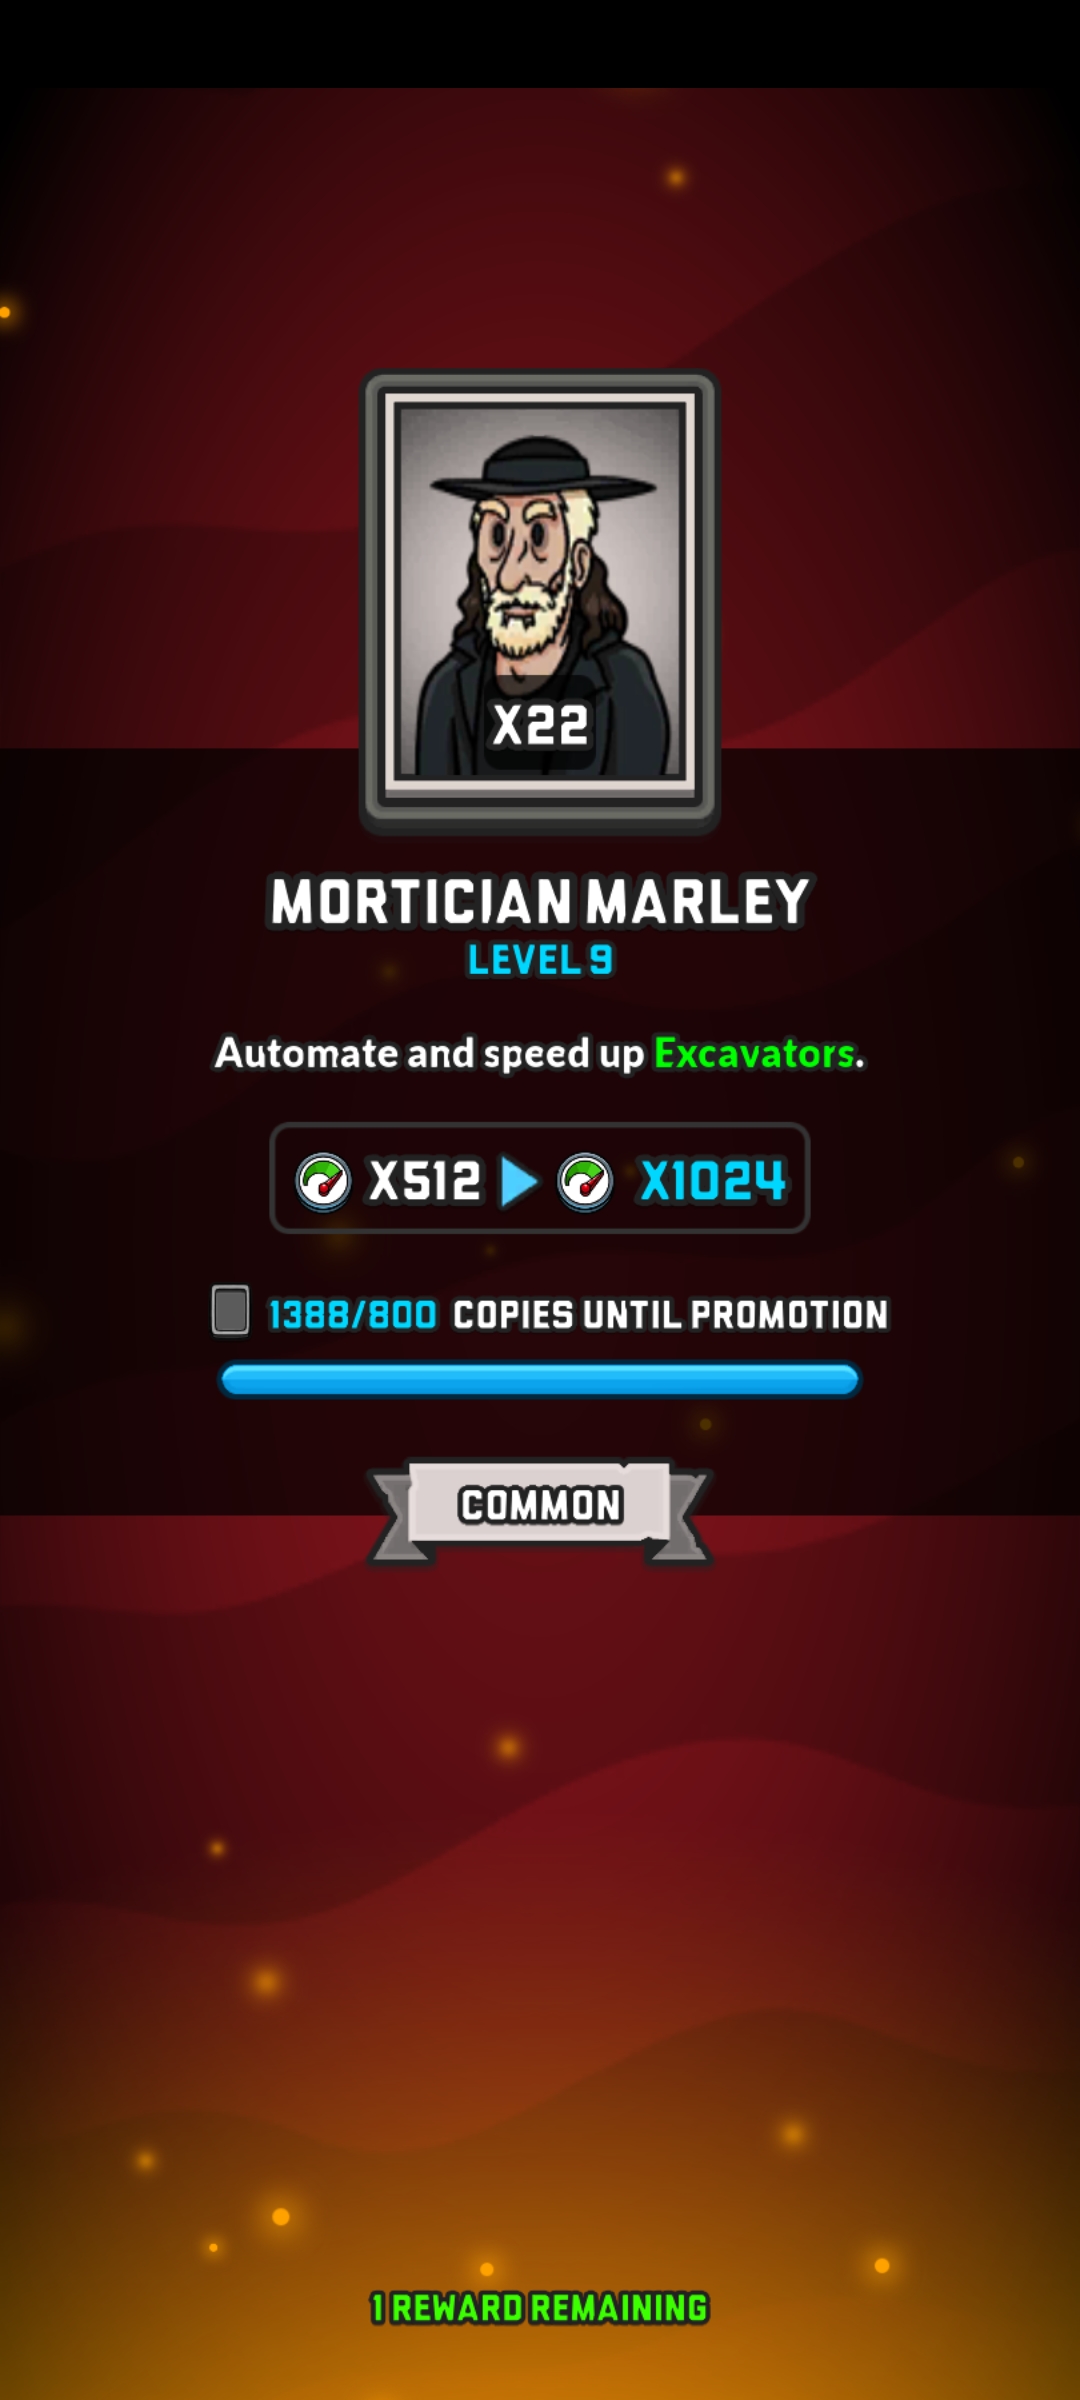 X22
MORTICIAN MARLEY
LEVEL 9
Automate and speed up Excavators.
X512 X1024
1388/800 COPIES UNTIL PROMOTION
COMMON
1 REWARD REMAINING